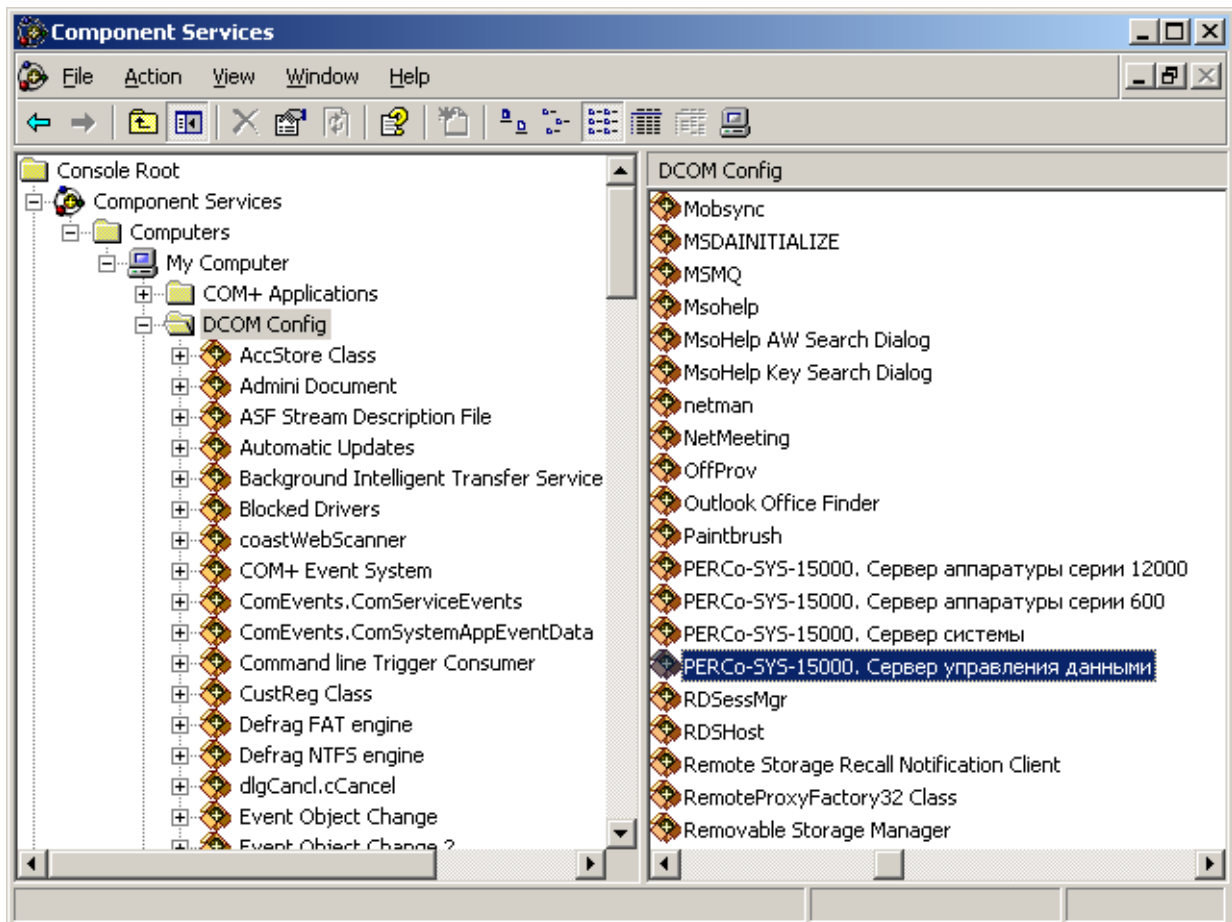 Component Services
File Action View Window Help
Console Root
Component Services
Computers
My Computer
COM+ Applications
DCOM Config
AccStore Class
Admini Document
ASF Stream Description File
Automatic Updates
Background Intelligent Transfer Service
Blocked Drivers
coastWebScanner
COM+ Event System
ComEvents.ComServiceEvents
ComEvents.ComSystemAppEventData
Command line Trigger Consumer
CustReg Class
Defrag FAT engine
Defrag NTFS engine
dlgCancl.cCancel
Event Object Change
Event Object Change 2
DCOM Config
Mobsync
MSDAINITIALIZE
MSMQ
Msohelp
MsoHelp AW Search Dialog
MsoHelp Key Search Dialog
netman
NetMeeting
OffProv
Outlook Office Finder
Paintbrush
PERCo-SYS-15000. Сервер аппаратуры серии 12000
PERCo-SYS-15000. Сервер аппаратуры серии 600
PERCo-SYS-15000. Сервер системы
PERCo-SYS-15000. Сервер управления данными
RDSessMgr
RDSHost
Remote Storage Recall Notification Client
RemoteProxyFactory32 Class
Removable Storage Manager